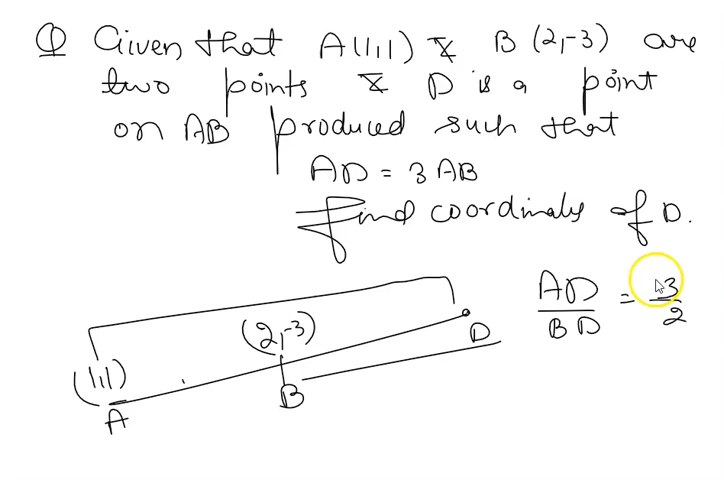 Q Given that A(1,1) & B (2,-3) are
two points & D is a point
on AB produced such that
AD = 3 AB
Find coordinates of D.
(1,1)
A
(2,-3)
B
D
AD/BD = 3/2